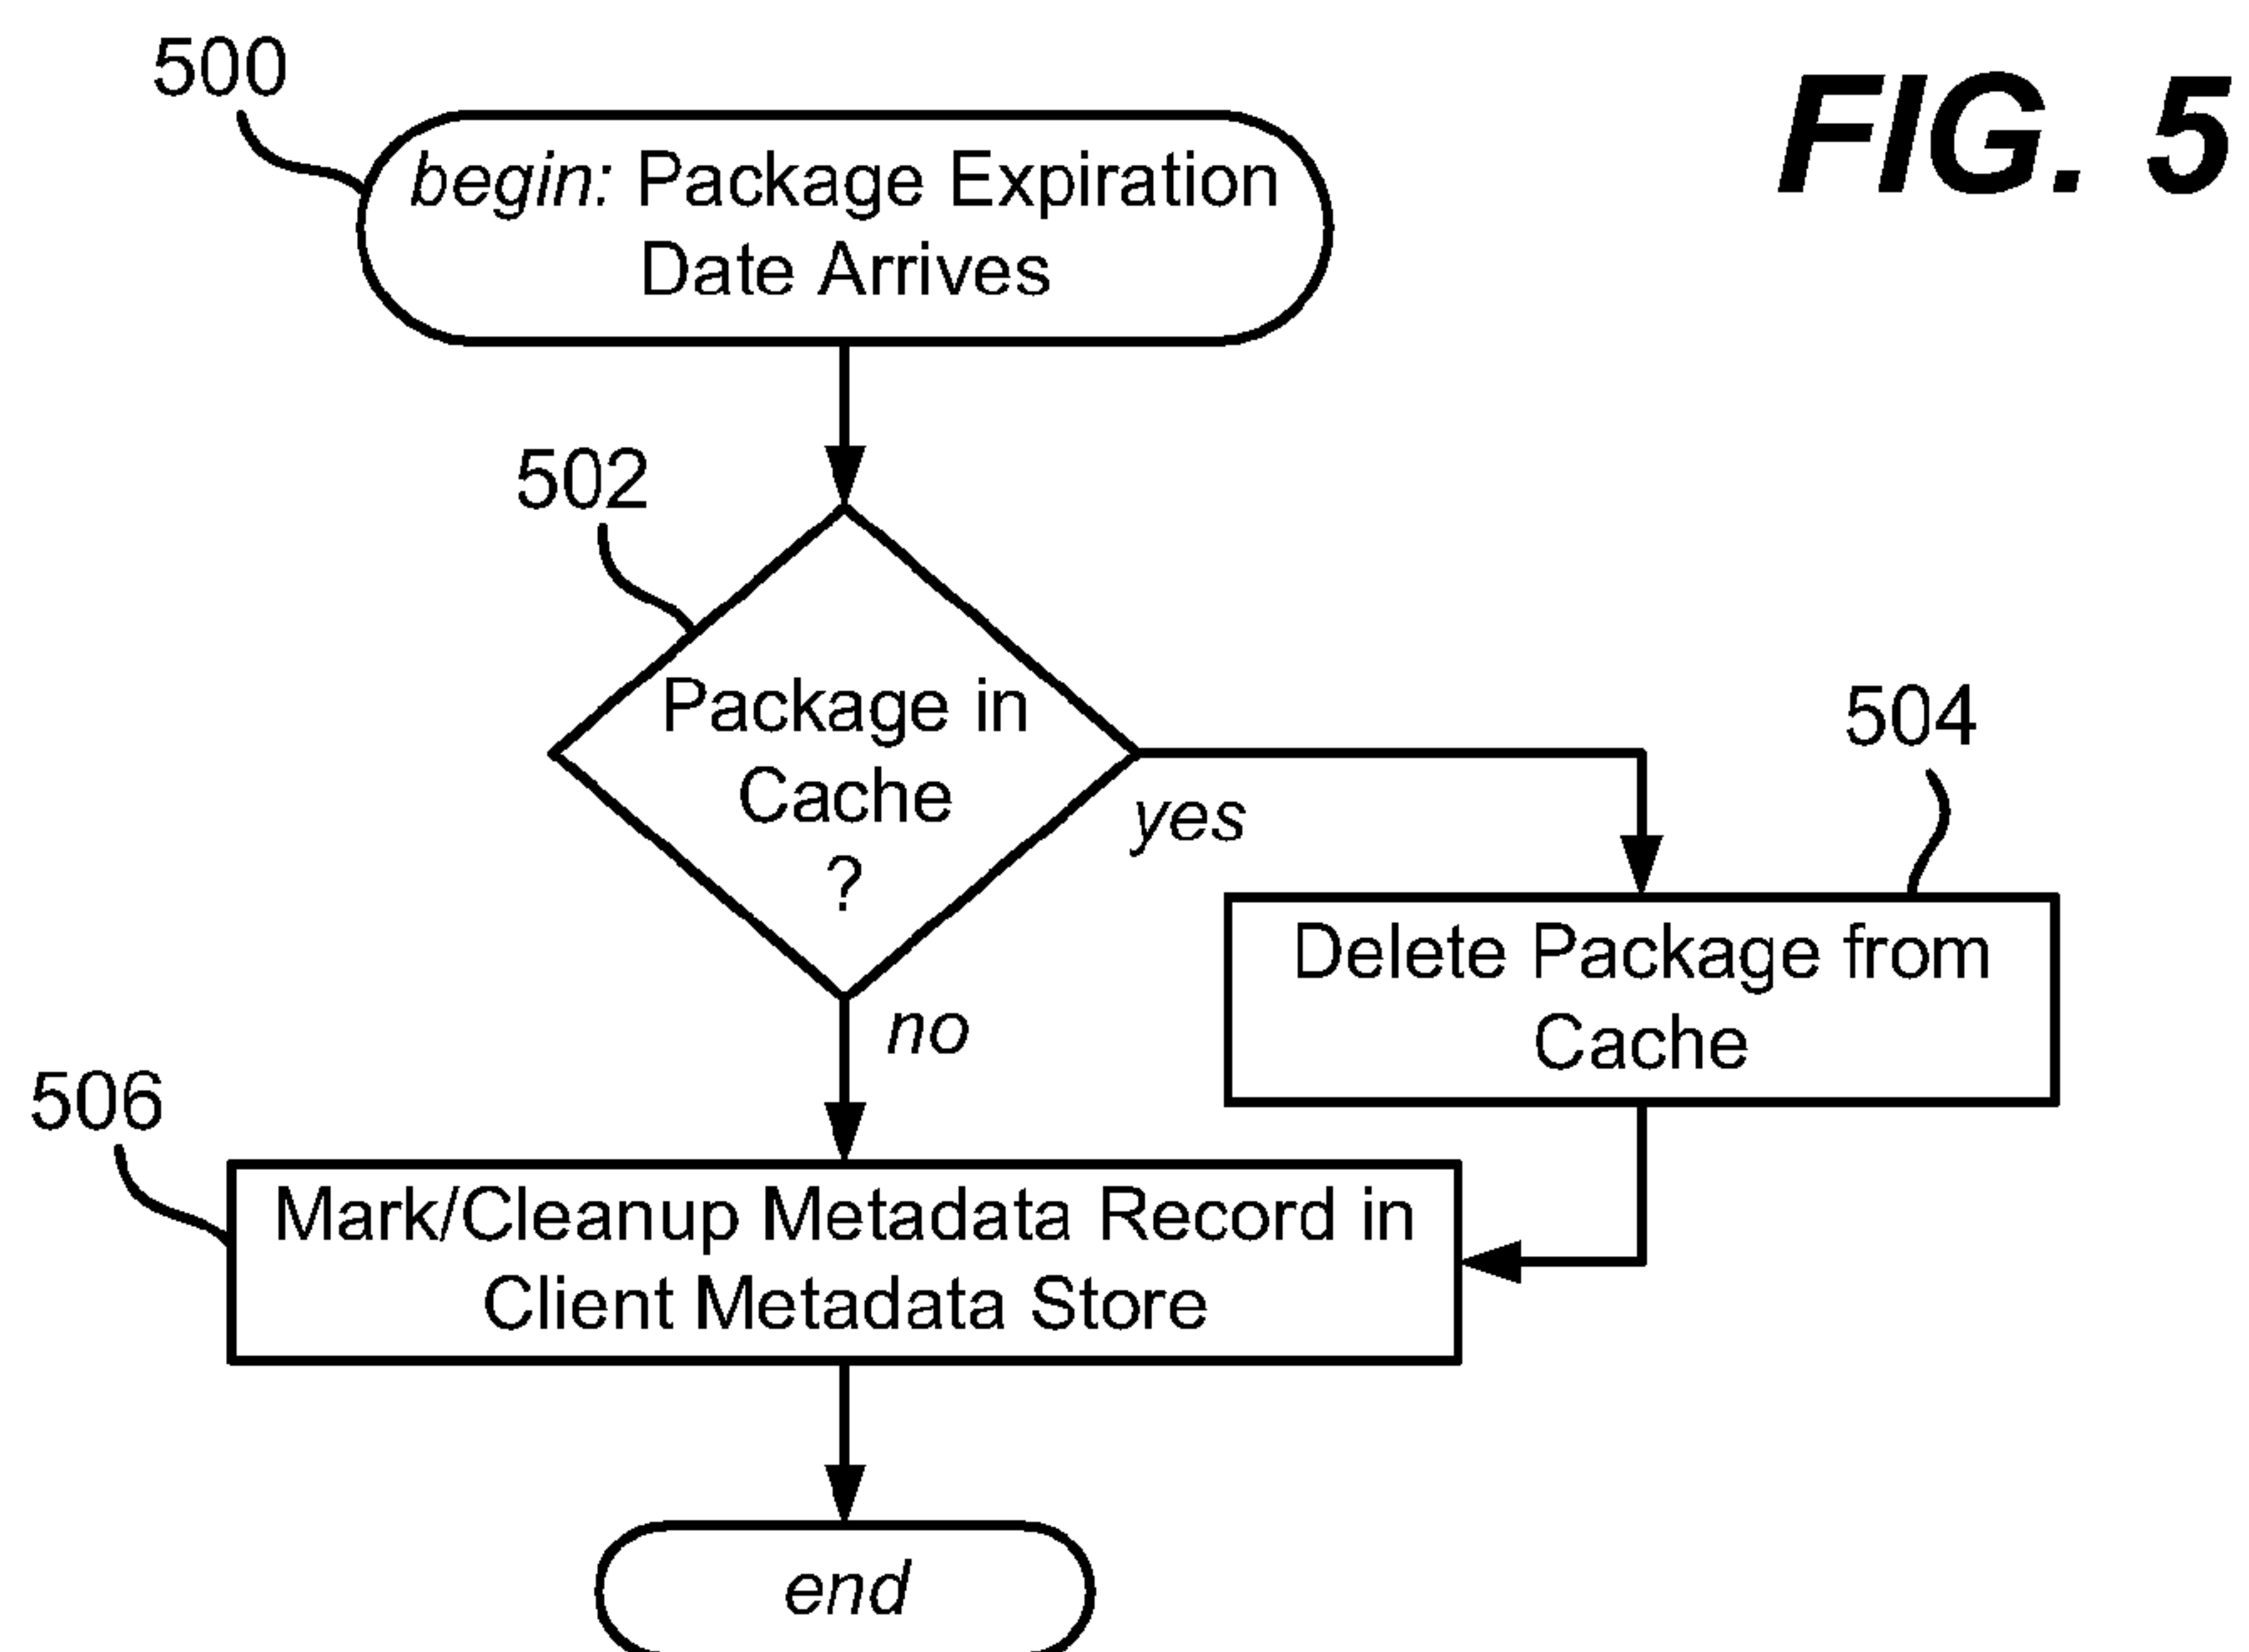 FIG. 5
500
begin: Package Expiration
Date Arrives
502
Package in
Cache
?
yes
no
504
Delete Package from
Cache
506
Mark/Cleanup Metadata Record in
Client Metadata Store
end